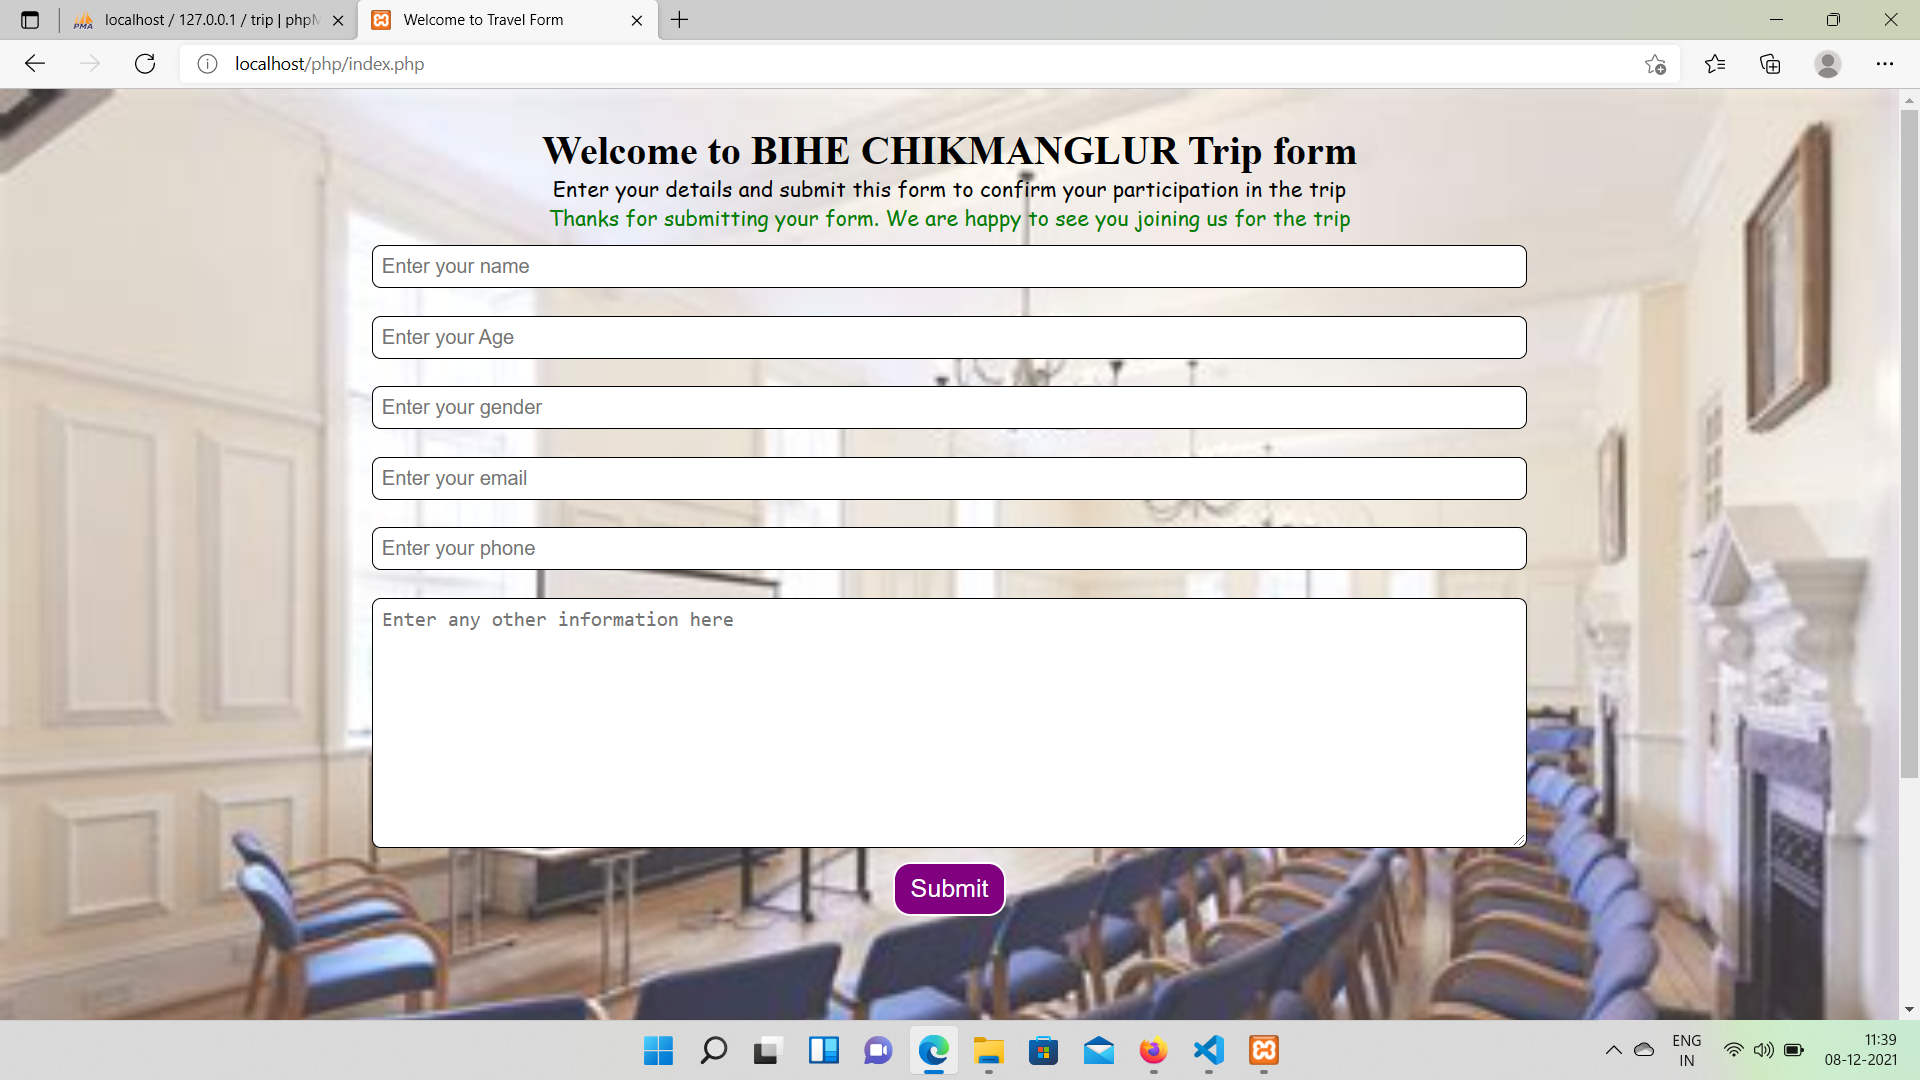 PMA
localhost / 127.0.0.1 / trip | phpM
Welcome to Travel Form
localhost/php/index.php
Welcome to BIHE CHIKMANGLUR Trip form
Enter your details and submit this form to confirm your participation in the trip
Thanks for submitting your form. We are happy to see you joining us for the trip
Enter your name
Enter your Age
Enter your gender
Enter your email
Enter your phone
Enter any other information here
Submit
ENG
IN
11:39
08-12-2021